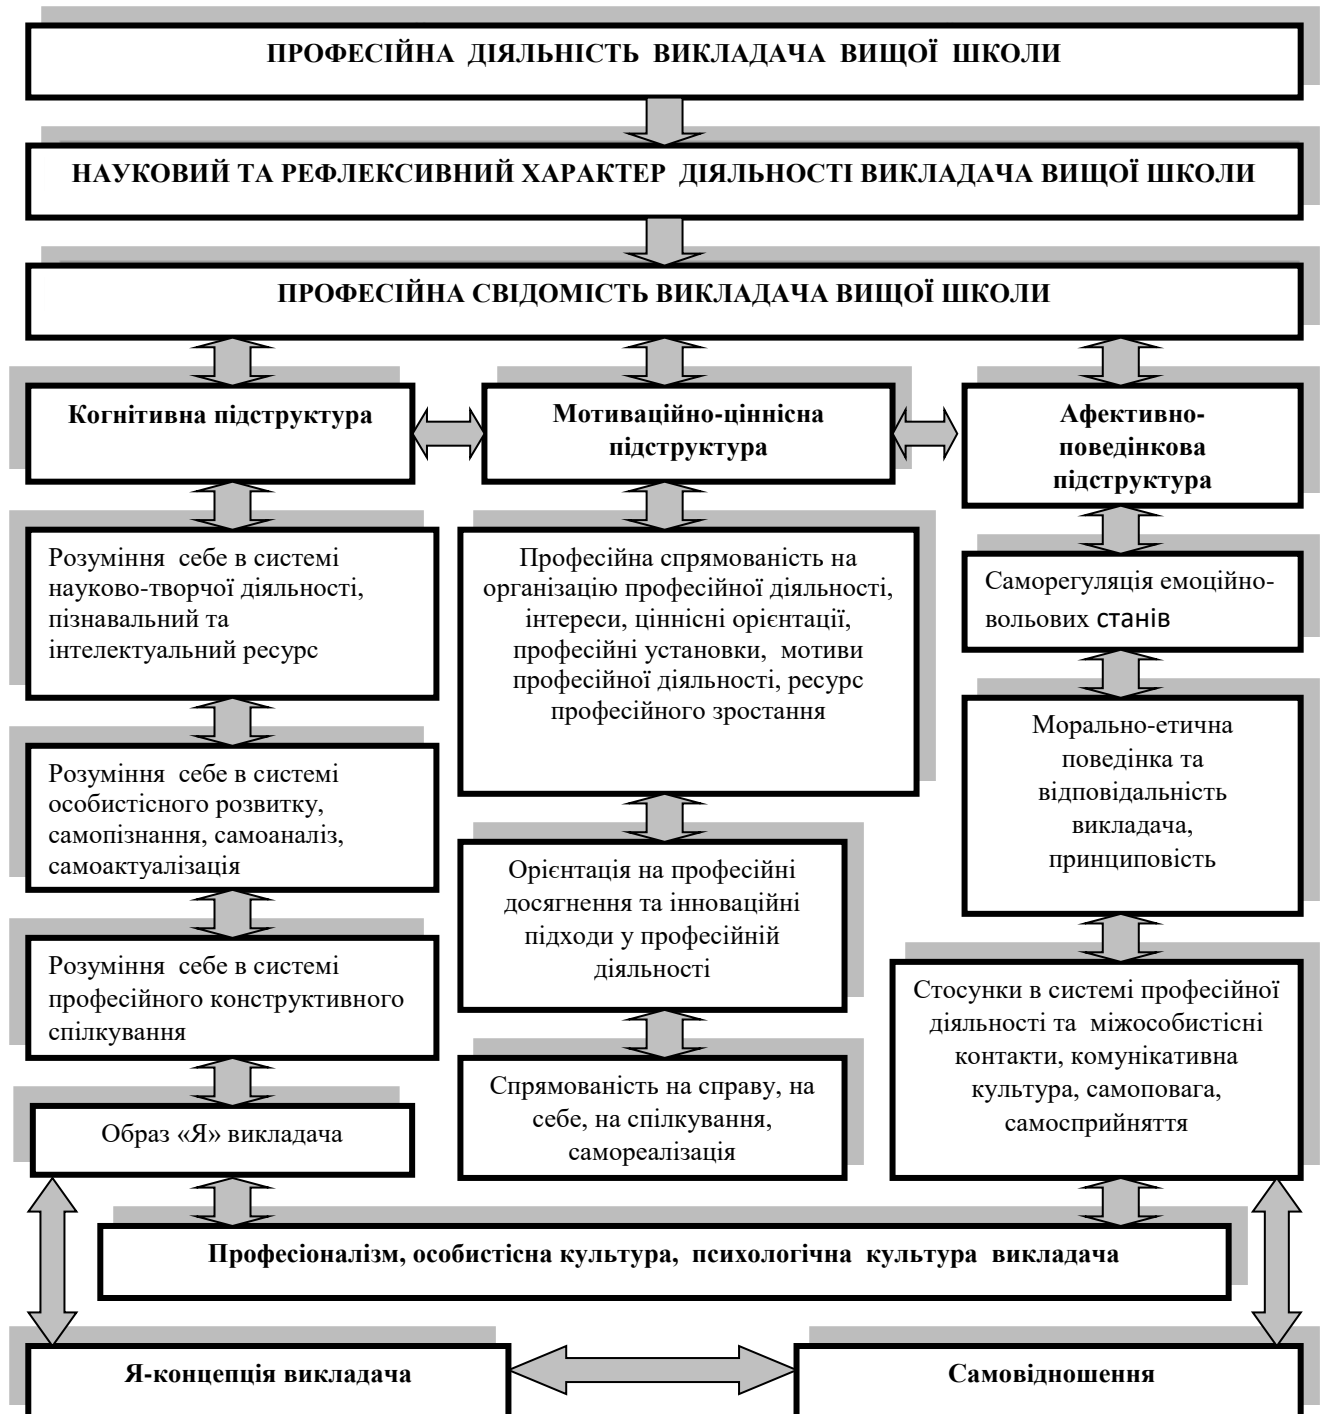 ПРОФЕСІЙНА ДІЯЛЬНІСТЬ ВИКЛАДАЧА ВИЩОЇ ШКОЛИ
НАУКОВИЙ ТА РЕФЛЕКСИВНИЙ ХАРАКТЕР ДІЯЛЬНОСТІ ВИКЛАДАЧА ВИЩОЇ ШКОЛИ
ПРОФЕСІЙНА СВІДОМІСТЬ ВИКЛАДАЧА ВИЩОЇ ШКОЛИ
Когнітивна підструктура
Мотиваційно-ціннісна
підструктура
Афективно-
поведінкова
підструктура
Розуміння себе в системі
науково-творчої діяльності,
пізнавальний та
інтелектуальний ресурс
Професійна спрямованість на
організацію професійної діяльності,
інтереси, ціннісні орієнтації,
професійні установки, мотиви
професійної діяльності, ресурс
професійного зростання
Саморегуляція емоційно-
вольових станів
Розуміння себе в системі
особистісного розвитку,
самопізнання, самоаналіз,
самоактуалізація
Морально-етична
поведінка та
відповідальність
викладача,
принциповість
Орієнтація на професійні
досягнення та інноваційні
підходи у професійній
діяльності
Розуміння себе в системі
професійного конструктивного
спілкування
Стосунки в системі професійної
діяльності та міжособистісні
контакти, комунікативна
культура, самоповага,
самосприйняття
Спрямованість на справу, на
себе, на спілкування,
самореалізація
Образ «Я» викладача
Професіоналізм, особистісна культура, психологічна культура викладача
Я-концепція викладача
Самовідношення